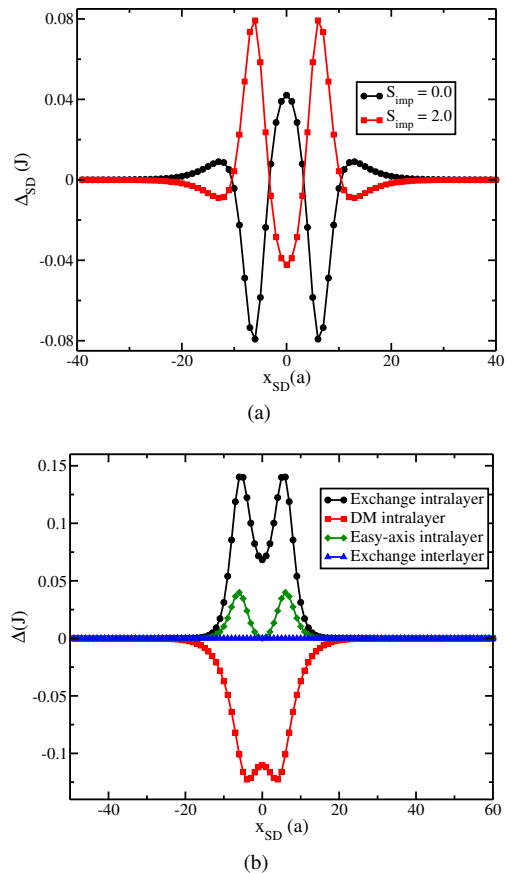 0.08
0.04
0
-0.04
-0.08
Δ_SD (J)
S_imp = 0.0
S_imp = 2.0
-40 -20 0 20 40
x_SD(a)
(a)
0.15
0.1
0.05
0
-0.05
-0.1
Δ(J)
Exchange intralayer
DM intralayer
Easy-axis intralayer
Exchange interlayer
-40 -20 0 20 40 60
x_SD (a)
(b)